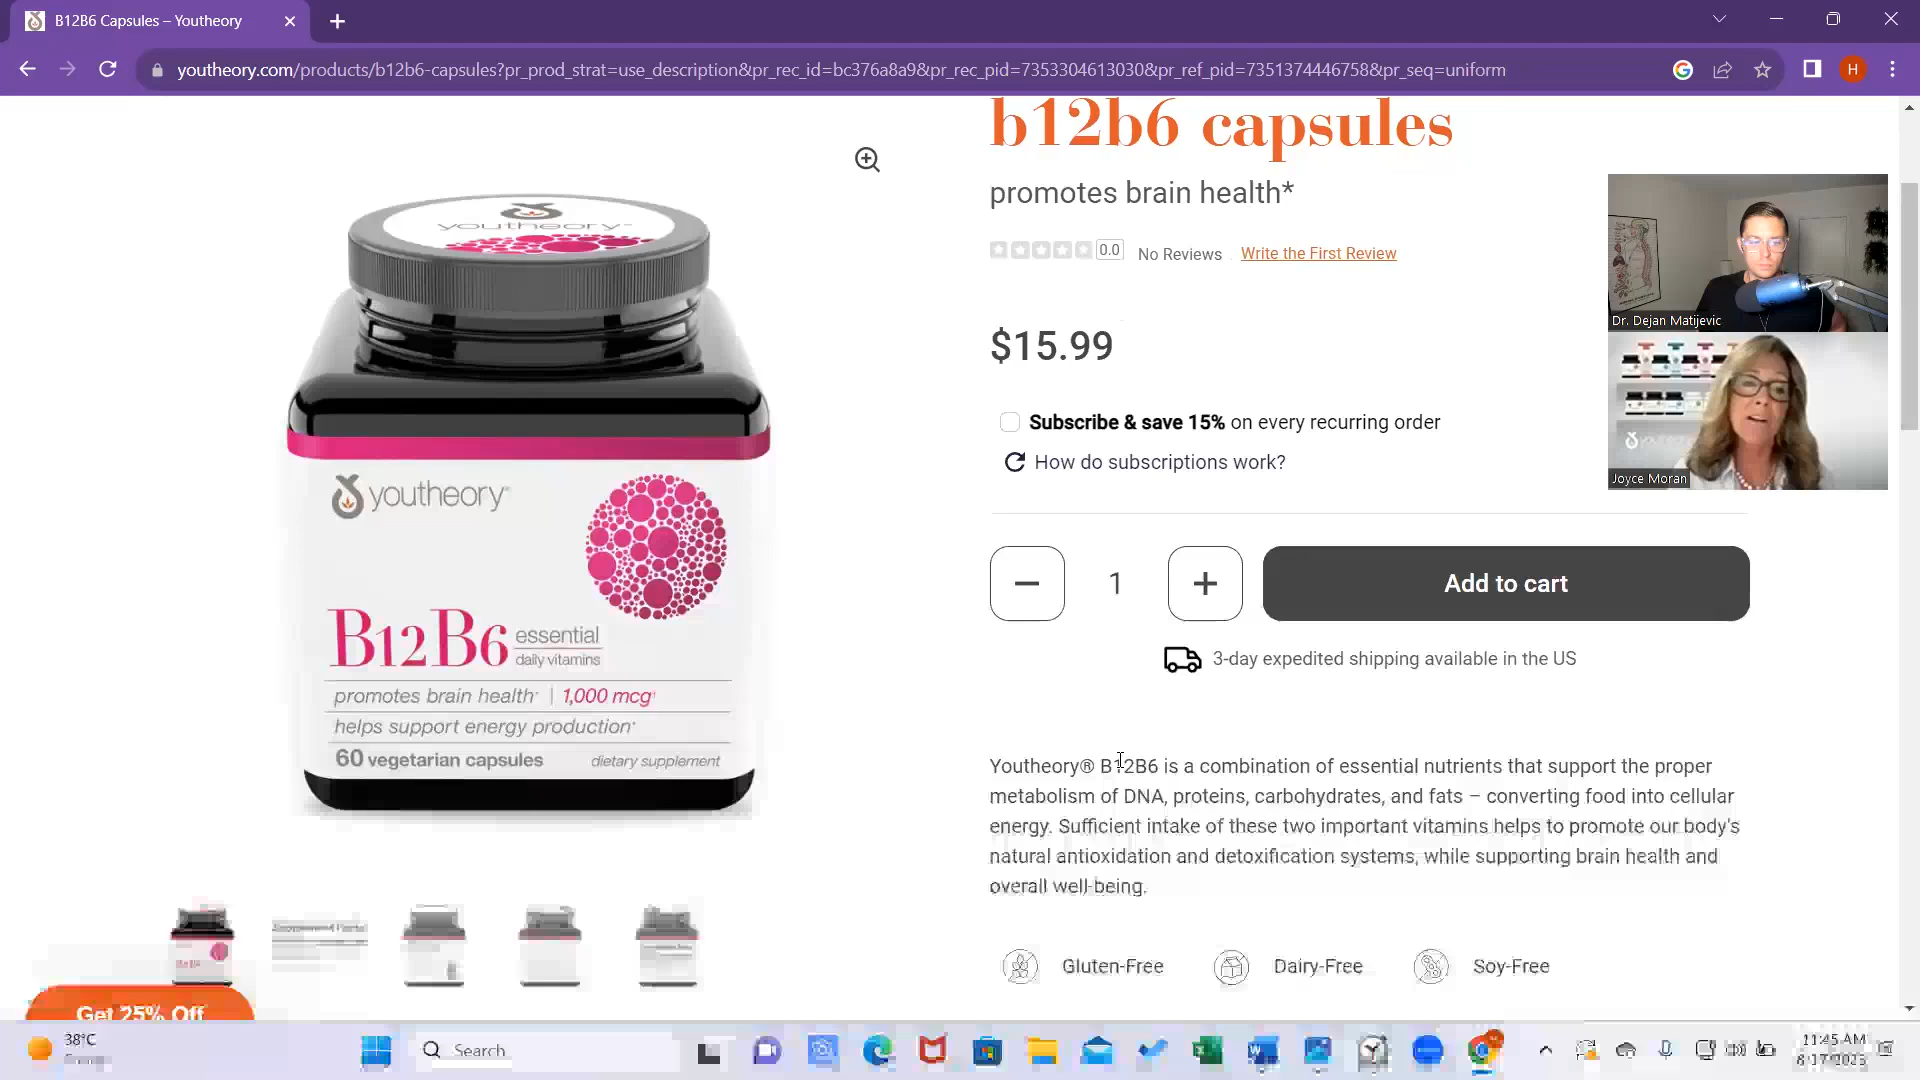 B12B6 Capsules – Youtheory
youtheory.com/products/b12b6-capsules?pr_prod_strat=use_description&pr_rec_id=bc376a8a9&pr_rec_pid=7353304613030&pr_ref_pid=7351374446758&pr_seq=uniform
H
b12b6 capsules
promotes brain health*
0.0 No Reviews Write the First Review
$15.99
Subscribe & save 15% on every recurring order
How do subscriptions work?
1
Add to cart
3-day expedited shipping available in the US
Youtheory® B12B6 is a combination of essential nutrients that support the proper
metabolism of DNA, proteins, carbohydrates, and fats – converting food into cellular
energy. Sufficient intake of these two important vitamins helps to promote our body's
natural antioxidation and detoxification systems, while supporting brain health and
overall well-being.
Gluten-Free Dairy-Free Soy-Free
Dr. Dejan Matijevic
Joyce Moran
youtheory™
youtheory™
B12B6 essential
daily vitamins
promotes brain health* | 1,000 mcg†
helps support energy production*
60 vegetarian capsules dietary supplement
Get 25% Off
38°C
Search
11:45 AM
8/17/2023